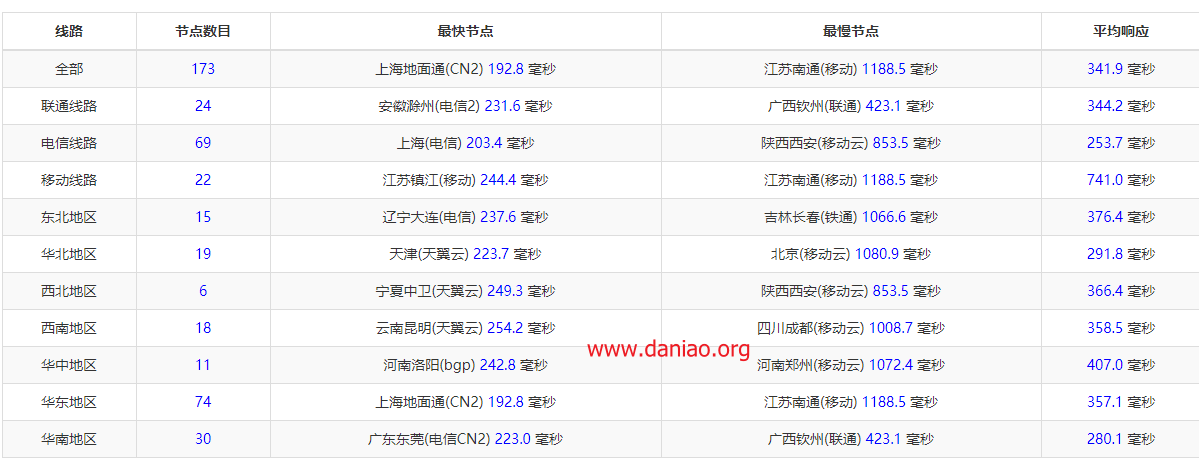 线路 节点数目 最快节点 最慢节点 平均响应
全部 173 上海地面通(CN2) 192.8 毫秒 江苏南通(移动) 1188.5 毫秒 341.9 毫秒
联通线路 24 安徽滁州(电信2) 231.6 毫秒 广西钦州(联通) 423.1 毫秒 344.2 毫秒
电信线路 69 上海(电信) 203.4 毫秒 陕西西安(移动云) 853.5 毫秒 253.7 毫秒
移动线路 22 江苏镇江(移动) 244.4 毫秒 江苏南通(移动) 1188.5 毫秒 741.0 毫秒
东北地区 15 辽宁大连(电信) 237.6 毫秒 吉林长春(铁通) 1066.6 毫秒 376.4 毫秒
华北地区 19 天津(天翼云) 223.7 毫秒 北京(移动云) 1080.9 毫秒 291.8 毫秒
西北地区 6 宁夏中卫(天翼云) 249.3 毫秒 陕西西安(移动云) 853.5 毫秒 366.4 毫秒
西南地区 18 云南昆明(天翼云) 254.2 毫秒 四川成都(移动云) 1008.7 毫秒 358.5 毫秒
www.daniao.org
华中地区 11 河南洛阳(bgp) 242.8 毫秒 河南郑州(移动云) 1072.4 毫秒 407.0 毫秒
华东地区 74 上海地面通(CN2) 192.8 毫秒 江苏南通(移动) 1188.5 毫秒 357.1 毫秒
华南地区 30 广东东莞(电信CN2) 223.0 毫秒 广西钦州(联通) 423.1 毫秒 280.1 毫秒